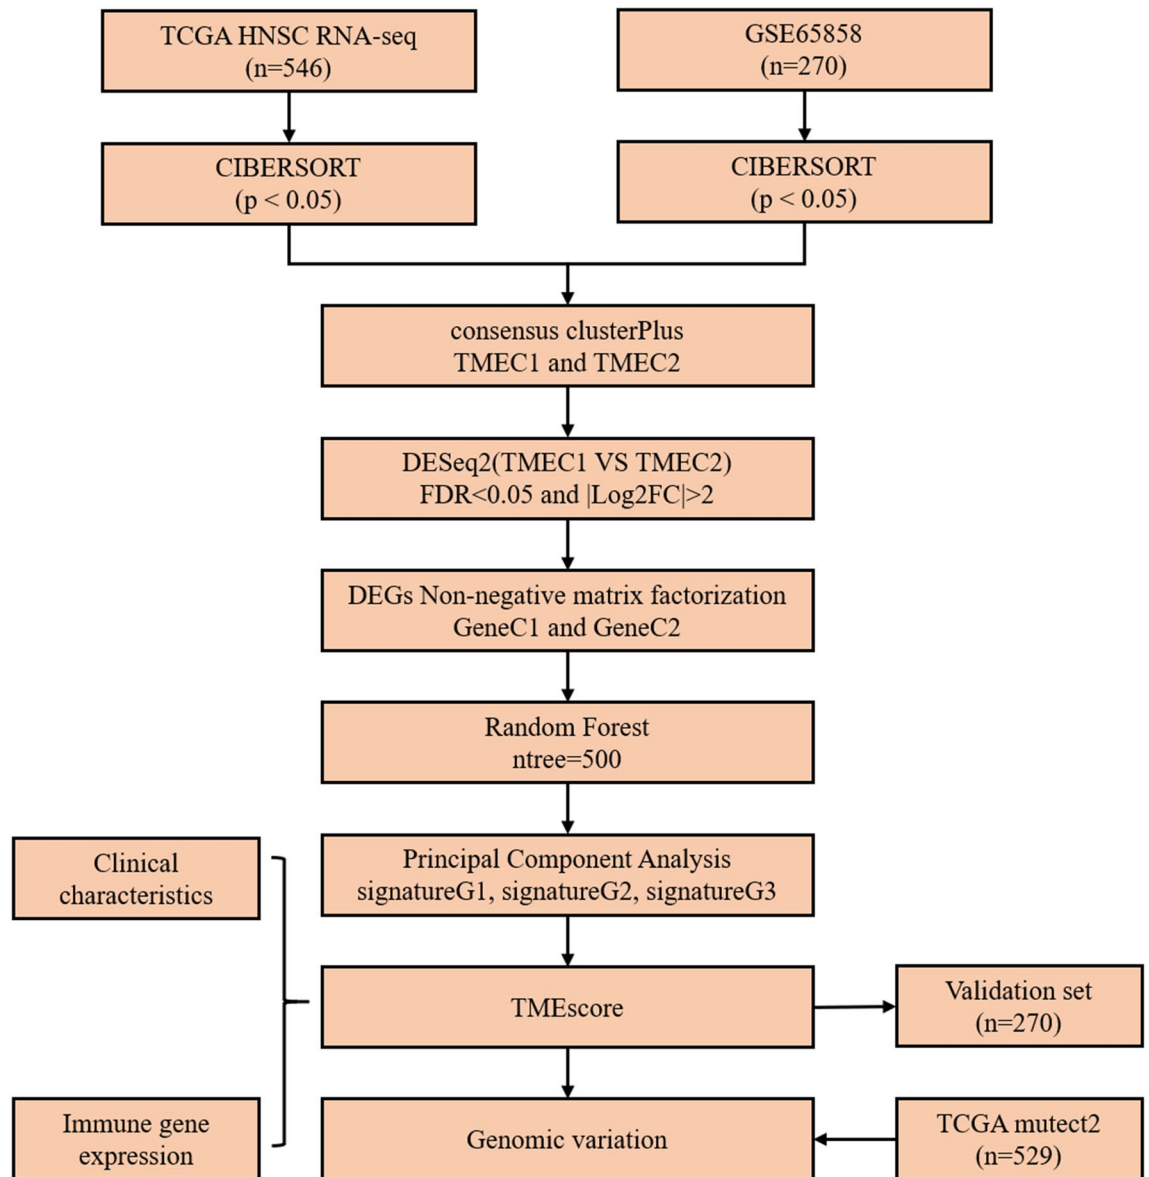 TCGA HNSC RNA-seq
(n=546)
GSE65858
(n=270)
CIBERSORT
(p < 0.05)
CIBERSORT
(p < 0.05)
consensus clusterPlus
TMEC1 and TMEC2
DESeq2(TMEC1 VS TMEC2)
FDR<0.05 and |Log2FC|>2
DEGs Non-negative matrix factorization
GeneC1 and GeneC2
Random Forest
ntree=500
Clinical
characteristics
Principal Component Analysis
signatureG1, signatureG2, signatureG3
TMEscore
Validation set
(n=270)
Immune gene
expression
Genomic variation
TCGA mutect2
(n=529)